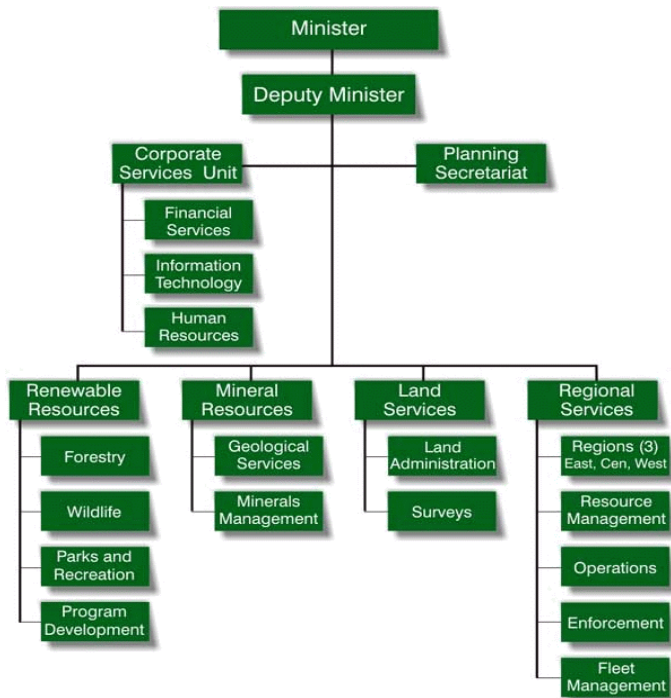 Minister
Deputy Minister
Corporate
Services Unit
Planning
Secretariat
Financial
Services
Information
Technology
Human
Resources
Renewable
Resources
Forestry
Wildlife
Parks and
Recreation
Program
Development
Mineral
Resources
Geological
Services
Minerals
Management
Land
Services
Land
Administration
Surveys
Regional
Services
Regions (3)
East, Cen, West
Resource
Management
Operations
Enforcement
Fleet
Management